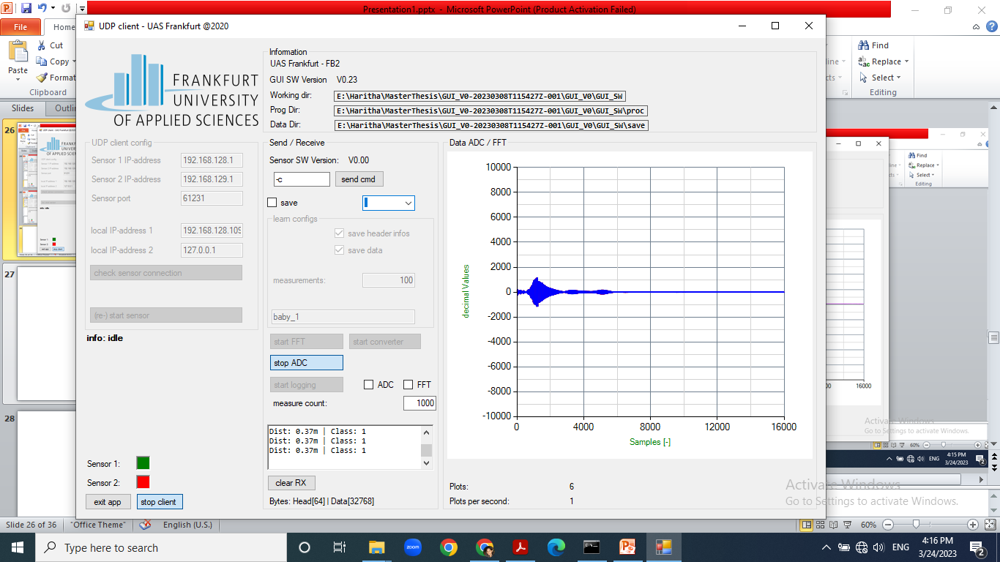 Presentation1.pptx - Microsoft PowerPoint (Product Activation Failed)
File
Home
Cut
Copy
Format
Paste
Clipboard
Find
Replace
Select
Editing
Slides
Outlin
26
27
28
UDP client - UAS Frankfurt @2020
FRANKFURT
UNIVERSITY
OF APPLIED SCIENCES
Information
UAS Frankfurt - FB2
GUI SW Version V0.23
Working dir: E:\Haritha\MasterThesis\GUI_V0-20230308T115427Z-001\GUI_V0\GUI_SW
Prog Dir: E:\Haritha\MasterThesis\GUI_V0-20230308T115427Z-001\GUI_V0\GUI_SW\proc
Data Dir: E:\Haritha\MasterThesis\GUI_V0-20230308T115427Z-001\GUI_V0\GUI_SW\save
UDP client config
Sensor 1 IP-address 192.168.128.1
Sensor 2 IP-address 192.168.129.1
Sensor port 61231
local IP-address 1 192.168.128.109
local IP-address 2 127.0.0.1
check sensor connection
(re-) start sensor
info: idle
Sensor 1:
Sensor 2:
exit app stop client
Send / Receive
Sensor SW Version: V0.00
-c send cmd
save
learn configs
save header infos
save data
measurements: 100
baby_1
start FFT start converter
stop ADC
start logging ADC FFT
measure count: 1000
Dist: 0.37m | Class: 1
Dist: 0.37m | Class: 1
Dist: 0.37m | Class: 1
clear RX
Bytes: Head[64] | Data[32768]
Data ADC / FFT
10000
8000
6000
4000
2000
0
-2000
-4000
-6000
-8000
-10000
decimal Values
0 4000 8000 12000 16000
Samples [-]
Plots: 6
Plots per second: 1
Find
Replace
Select
Editing
16000
Activate Windows
Go to Settings to activate Windows.
60%
ENG
4:15 PM
3/24/2023
2
Activate Windows
Go to Settings to activate Windows.
Slide 26 of 36 "Office Theme" English (U.S.) 60%
Type here to search
zoom
ENG
4:16 PM
3/24/2023
2